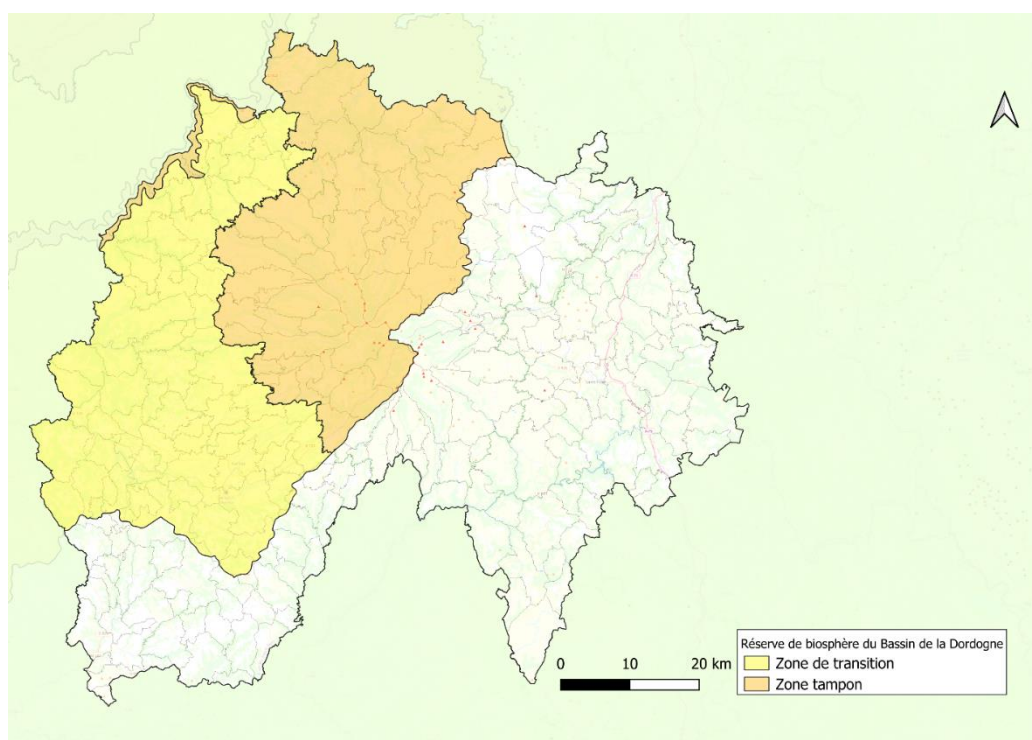 0 10 20 km
Réserve de biosphère du Bassin de la Dordogne
Zone de transition
Zone tampon